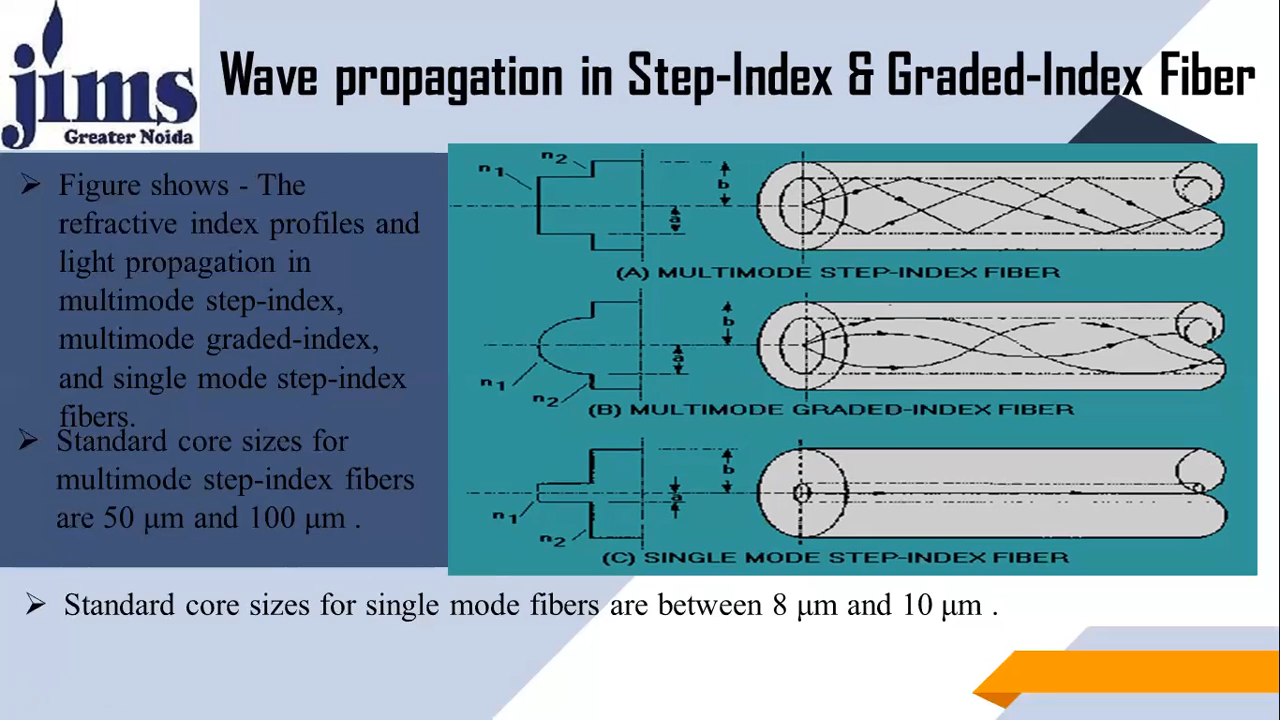 jims
Greater Noida
Wave propagation in Step-Index & Graded-Index Fiber
➢ Figure shows - The
refractive index profiles and
light propagation in
multimode step-index,
multimode graded-index,
and single mode step-index
fibers.
➢ Standard core sizes for
multimode step-index fibers
are 50 μm and 100 μm .
n1
n2
b
a
(A) MULTIMODE STEP-INDEX FIBER
b
a
n1
n2
(B) MULTIMODE GRADED-INDEX FIBER
b
a
n1
n2
(C) SINGLE MODE STEP-INDEX FIBER
➢ Standard core sizes for single mode fibers are between 8 μm and 10 μm .